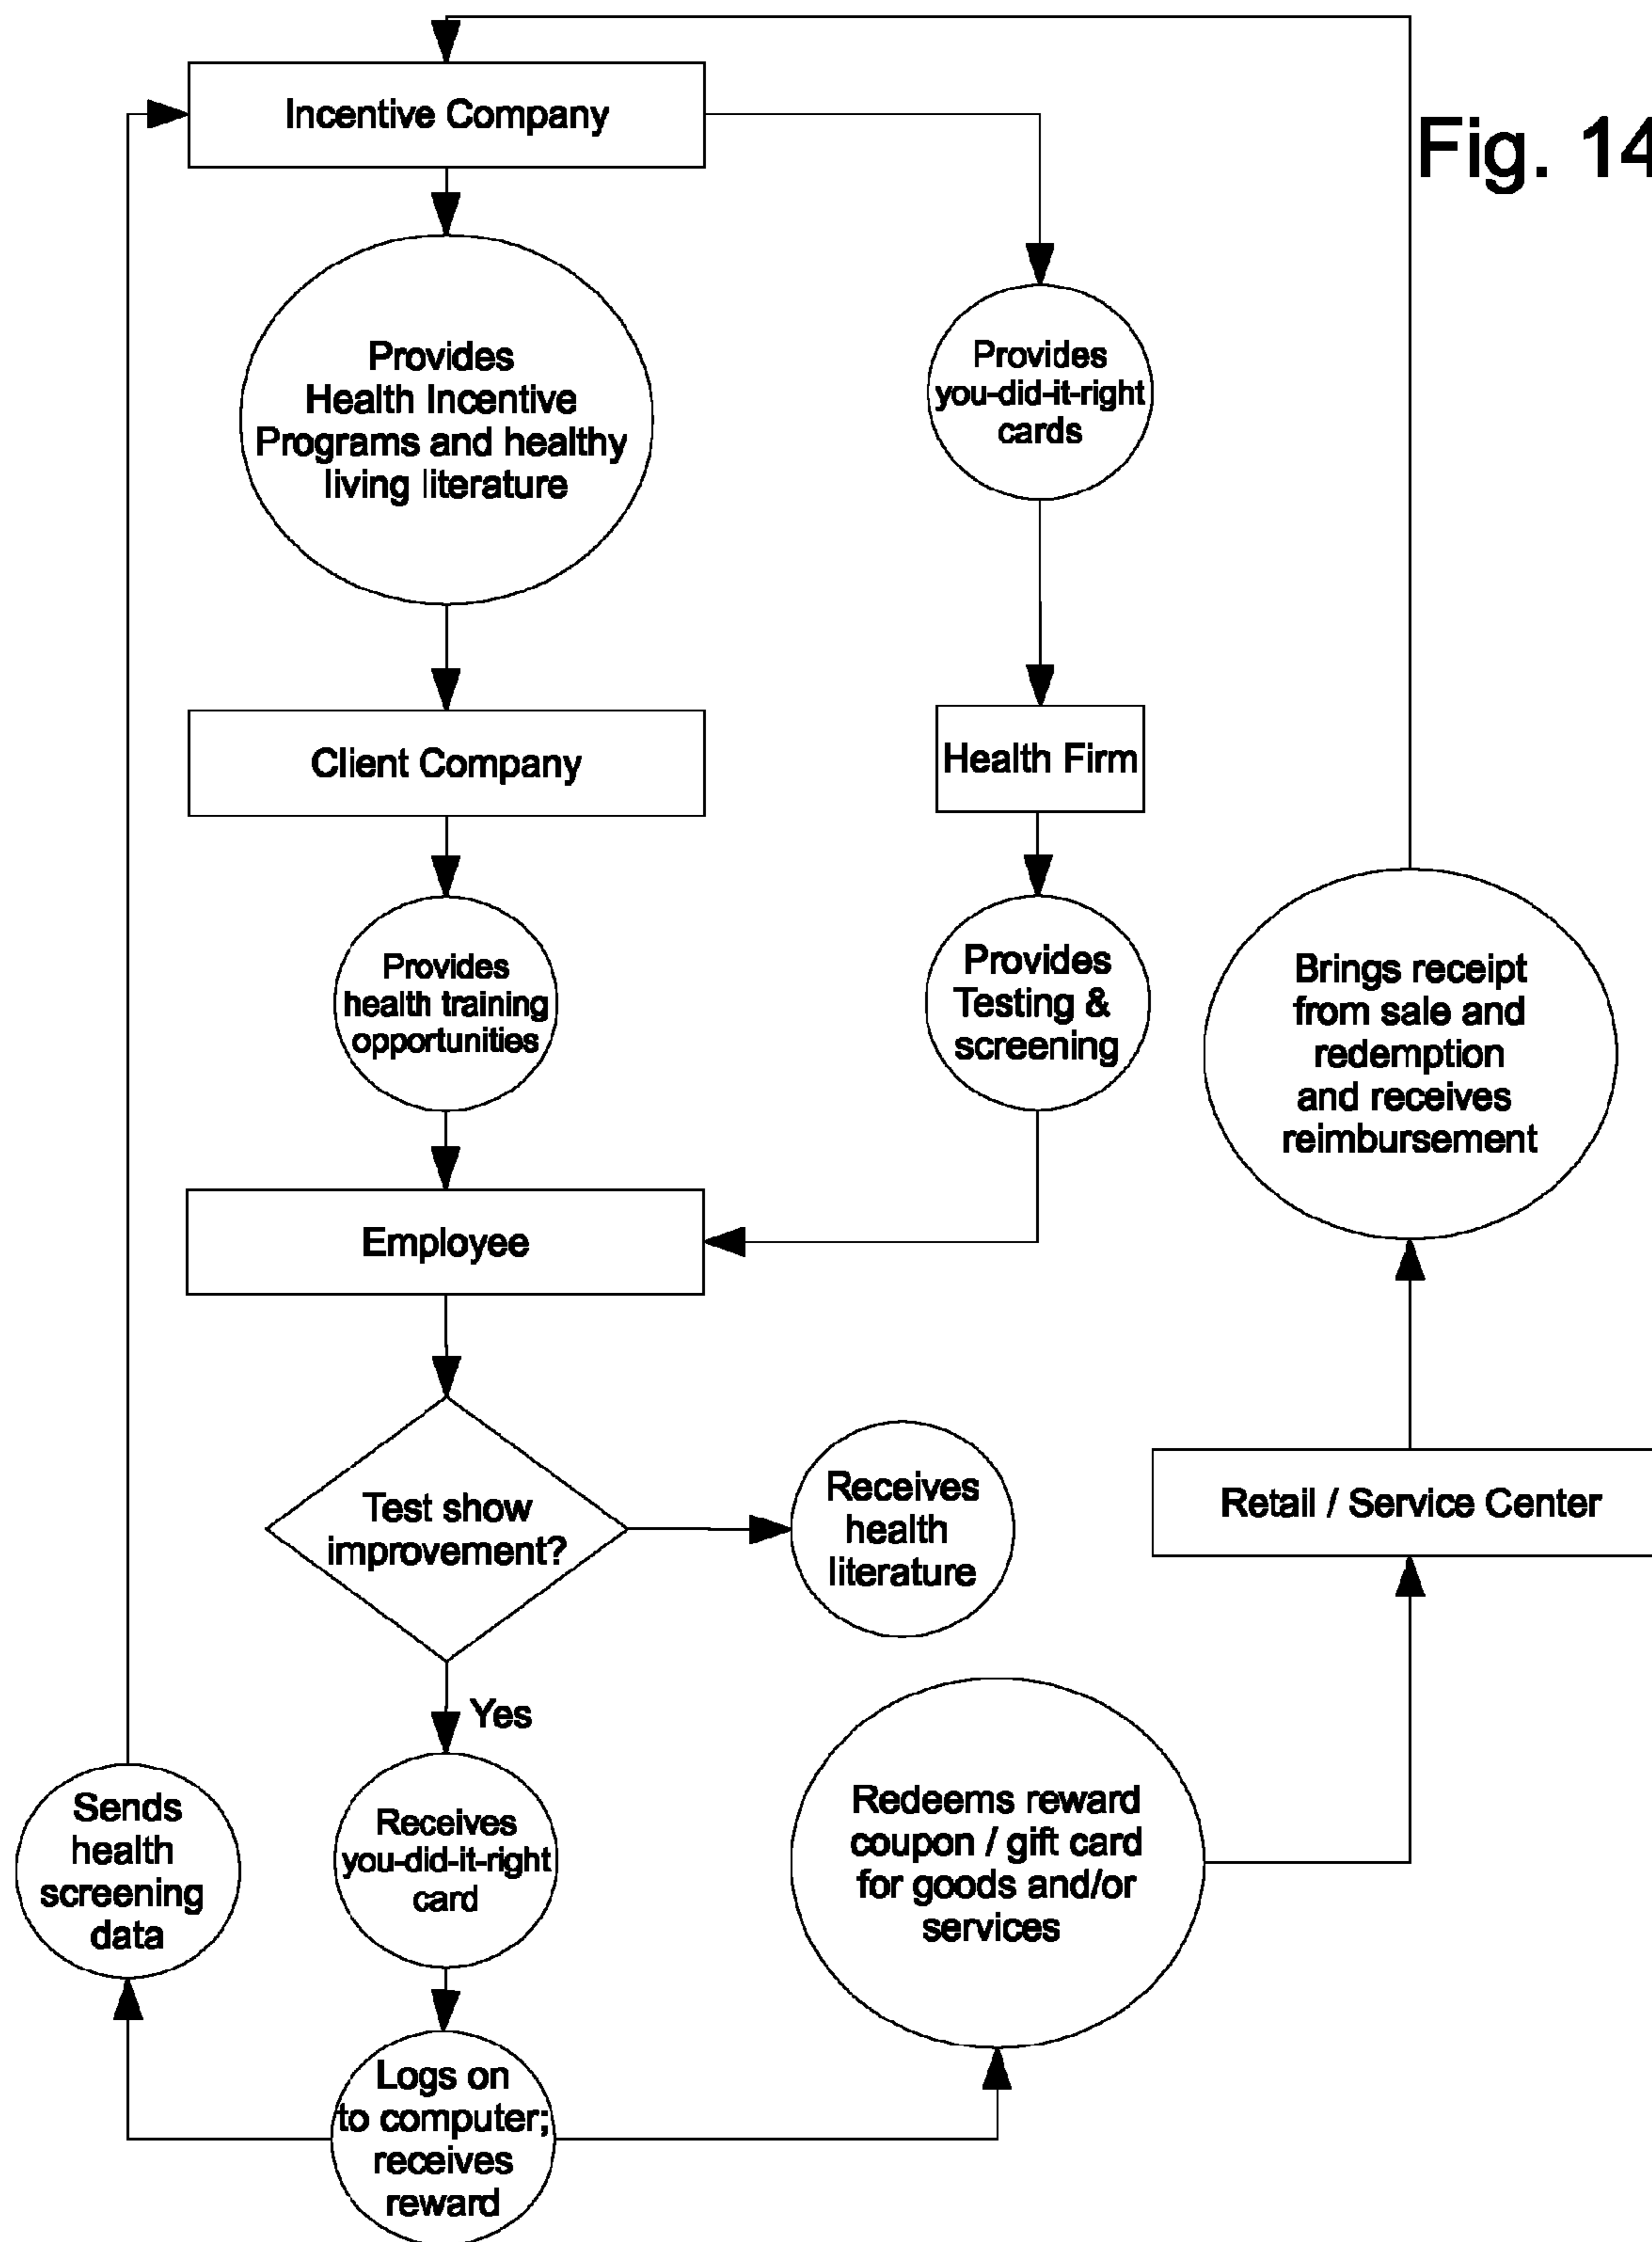 Fig. 14
Incentive Company
Provides
Health Incentive
Programs and healthy
living literature
Provides
you-did-it-right
cards
Client Company
Health Firm
Provides
health training
opportunities
Provides
Testing &
screening
Brings receipt
from sale and
redemption
and receives
reimbursement
Employee
Test show
improvement?
Receives
health
literature
Retail / Service Center
Yes
Sends
health
screening
data
Receives
you-did-it-right
card
Redeems reward
coupon / gift card
for goods and/or
services
Logs on
to computer;
receives
reward